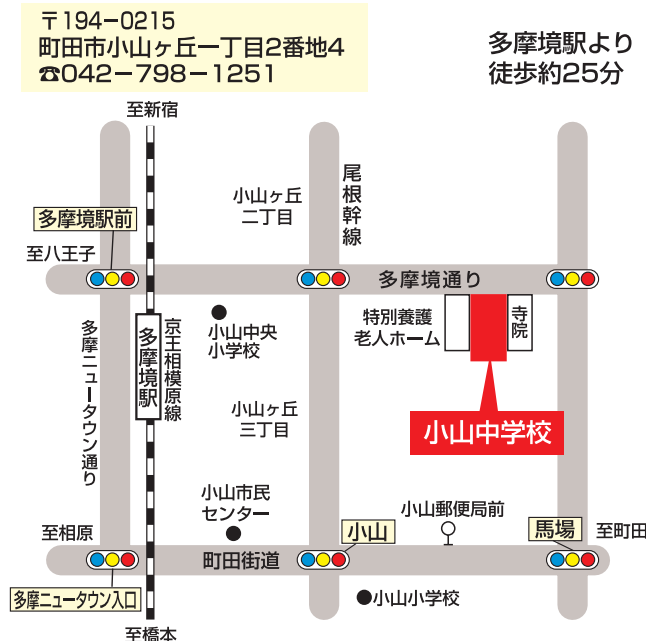 〒194−0215
町田市小山ヶ丘一丁目2番地4
☎042−798−1251
多摩境駅より
徒歩約25分
至新宿
小山ヶ丘
二丁目
尾根幹線
多摩境駅前
至八王子
多摩境通り
特別養護
老人ホーム
寺院
小山中央
小学校
多摩境駅
京王相模原線
多摩ニュータウン通り
小山ヶ丘
三丁目
小山中学校
小山市民
センター
小山郵便局前
至相原
小山
馬場
至町田
町田街道
多摩ニュータウン入口
小山小学校
至橋本